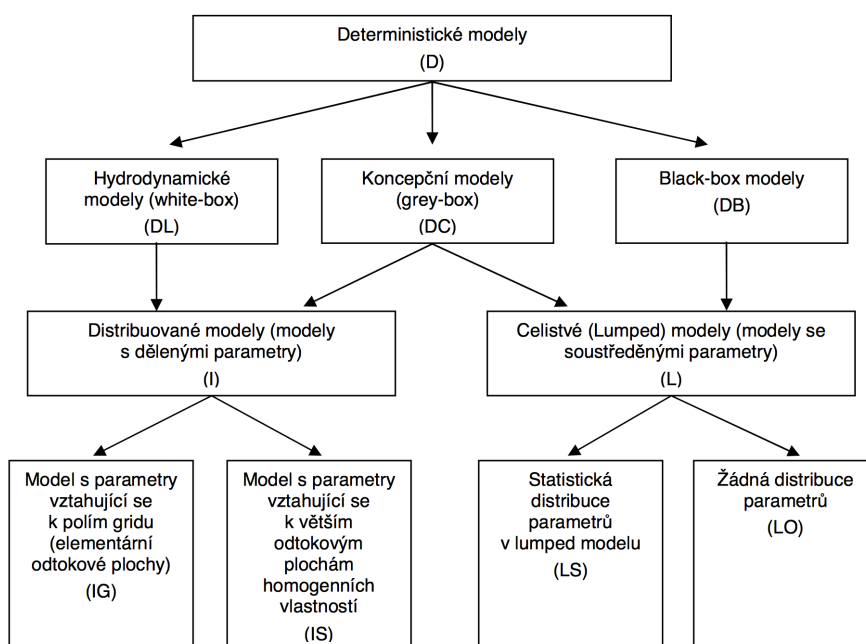 Deterministické modely
(D)
Hydrodynamické
modely (white-box)
(DL)
Koncepční modely
(grey-box)
(DC)
Black-box modely
(DB)
Distribuované modely (modely
s dělenými parametry)
(I)
Celistvé (Lumped) modely (modely se
soustředěnými parametry)
(L)
Model s parametry
vztahující se
k polím gridu
(elementární
odtokové plochy)
(IG)
Model s parametry
vztahující se
k větším
odtokovým
plochám
homogenních
vlastností
(IS)
Statistická
distribuce
parametrů
v lumped modelu
(LS)
Žádná distribuce
parametrů
(LO)